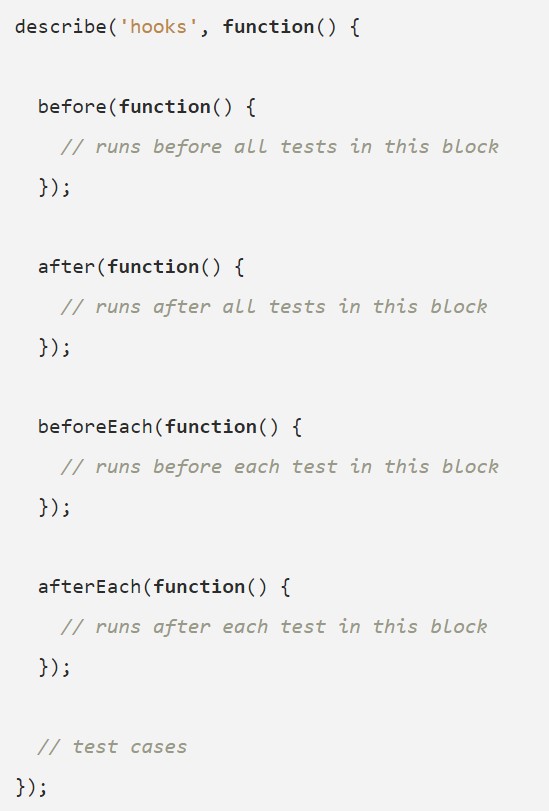 describe('hooks', function() {
  before(function() {
    // runs before all tests in this block
  });
  after(function() {
    // runs after all tests in this block
  });
  beforeEach(function() {
    // runs before each test in this block
  });
  afterEach(function() {
    // runs after each test in this block
  });
  // test cases
});